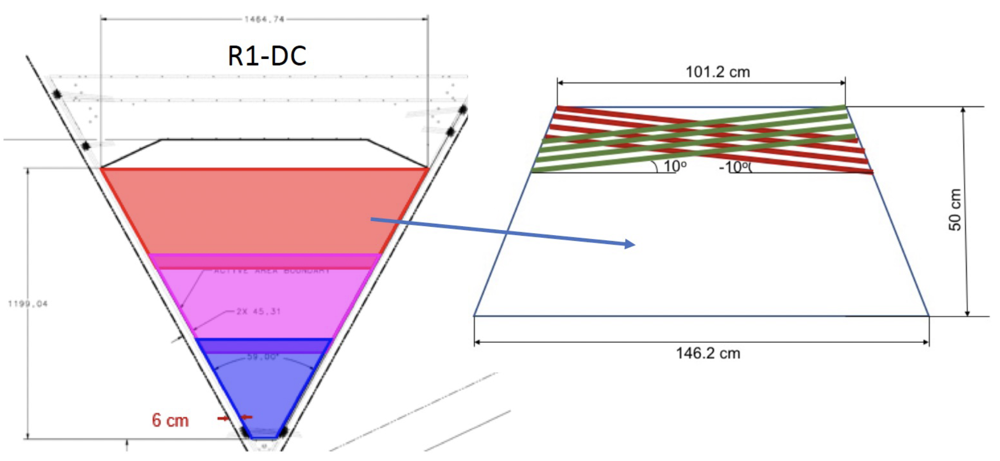 1464.74
R1-DC
101.2 cm
10°
-10°
50 cm
ACTIVE AREA BOUNDARY
1199.04
2X 45.31
59.00°
146.2 cm
6 cm